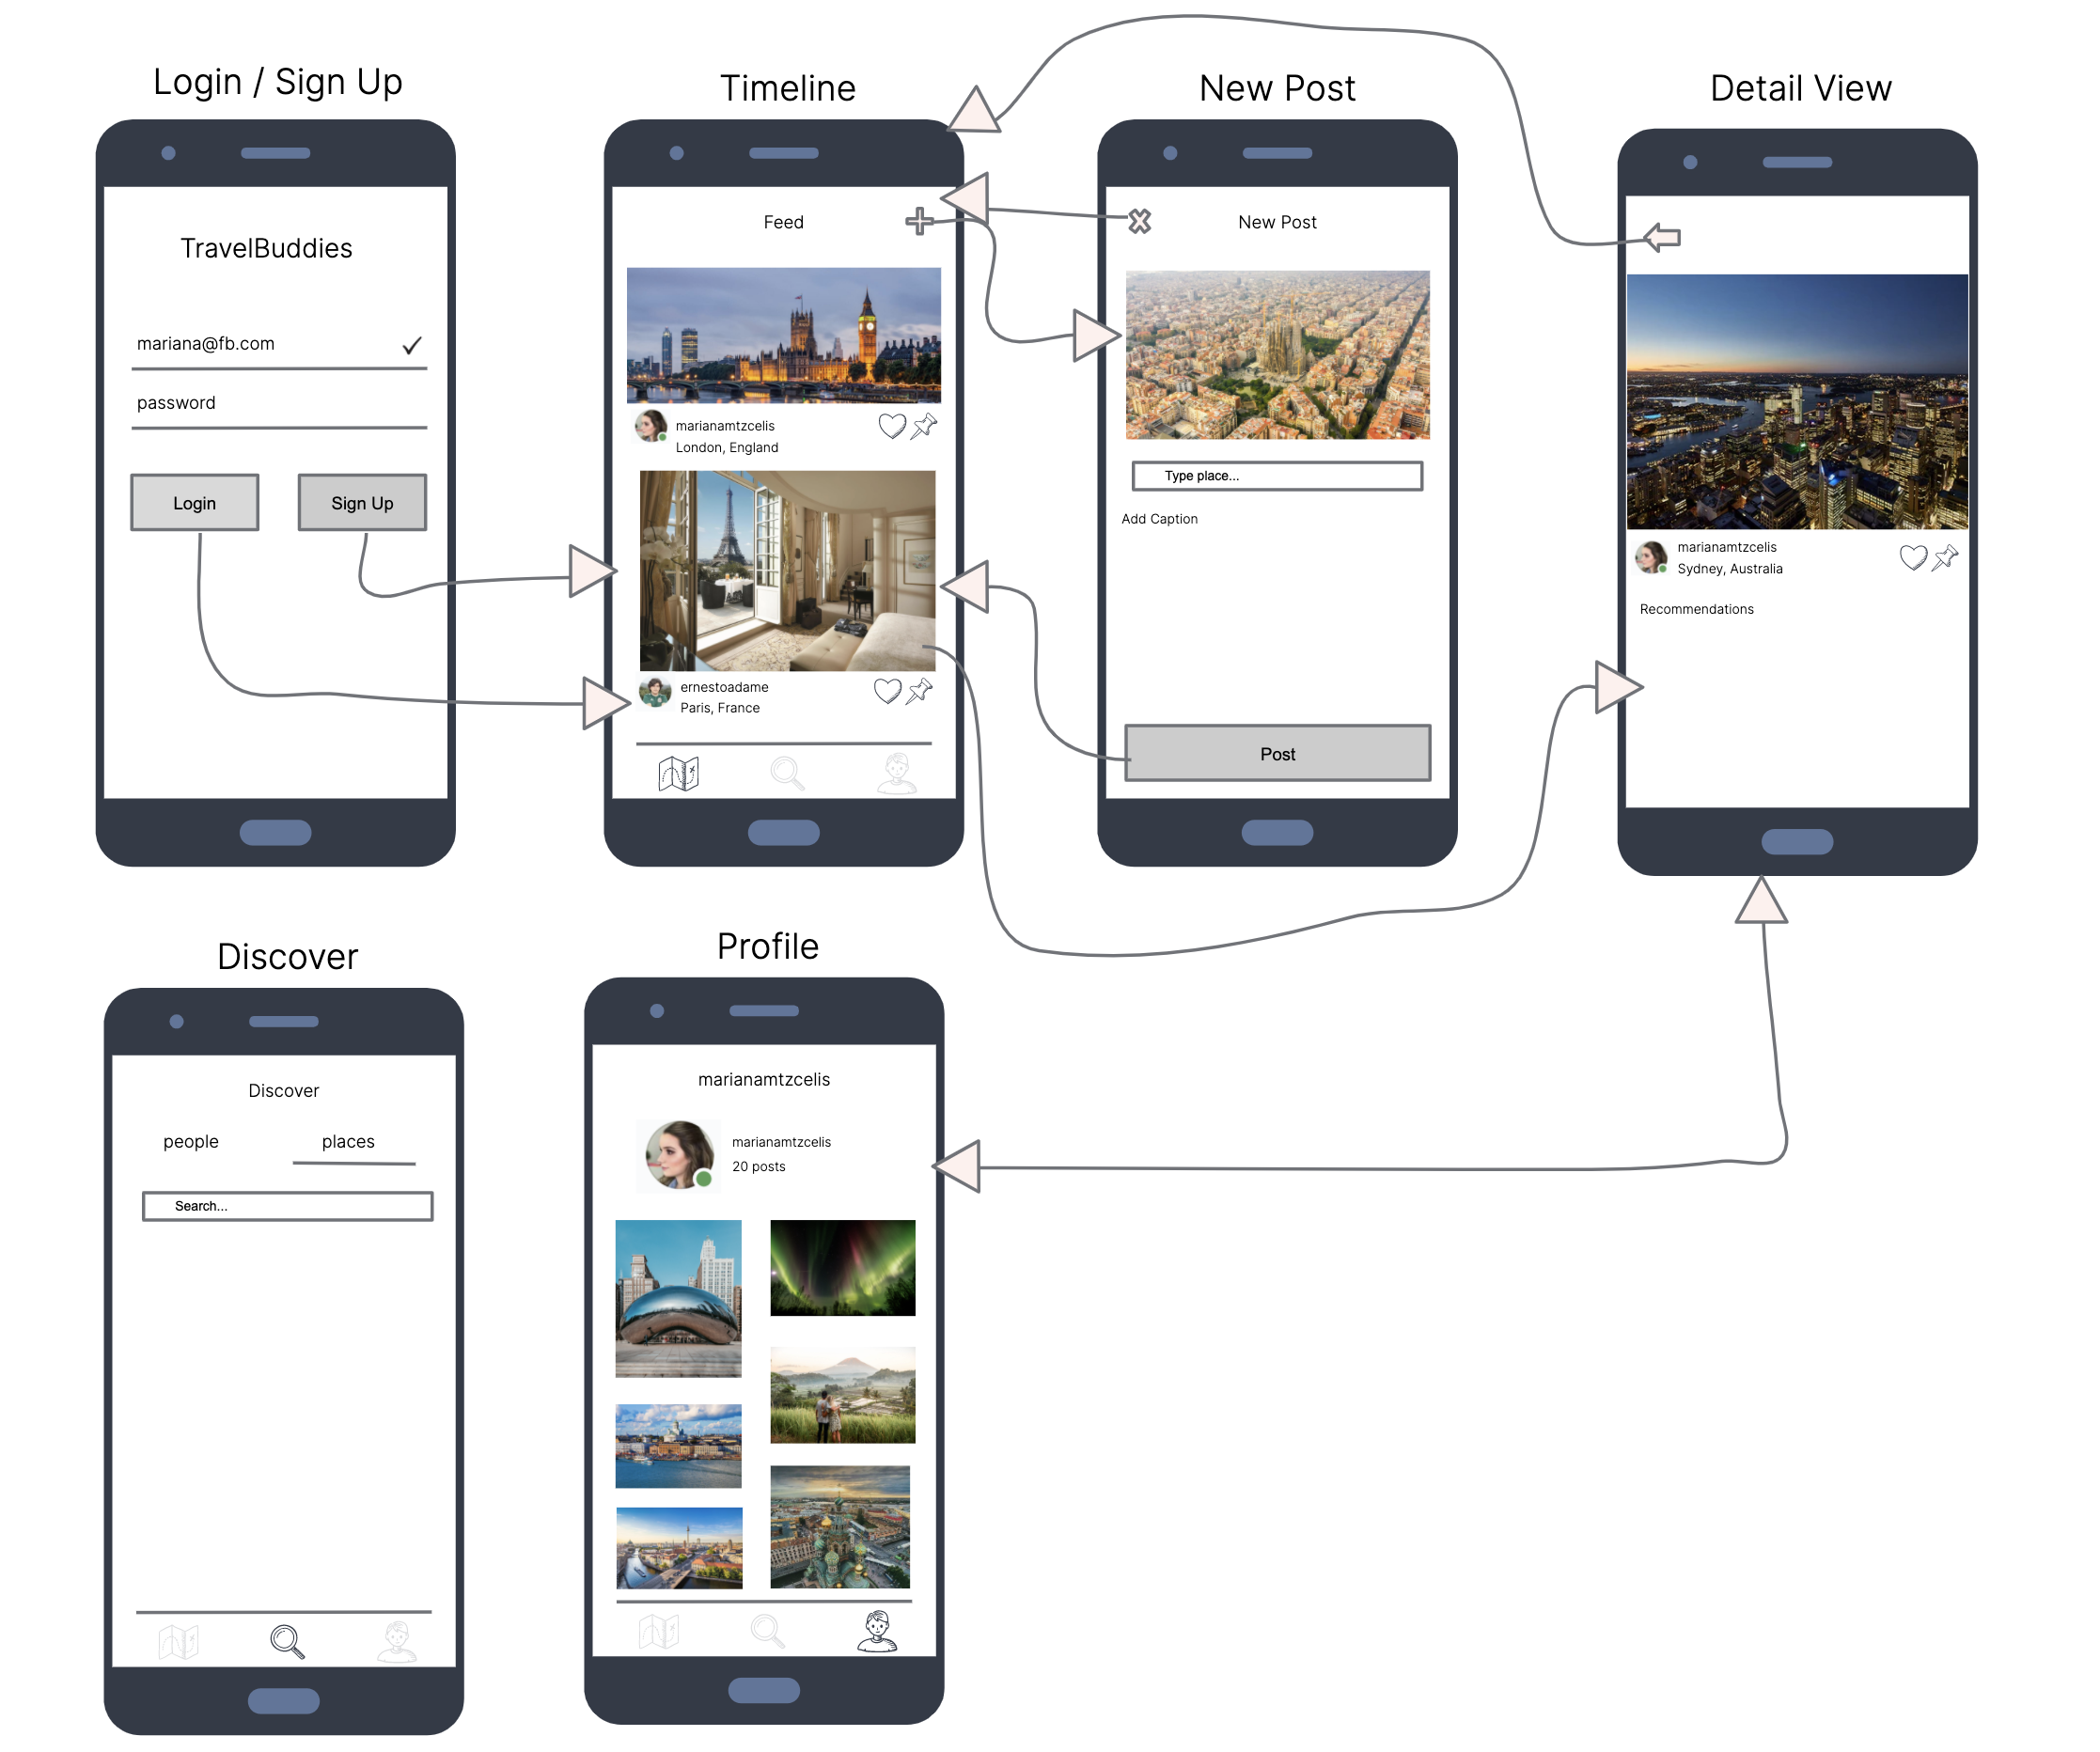 Login / Sign Up
TravelBuddies
mariana@fb.com
password
Login
Sign Up
Timeline
Feed
marianamtzcelis
London, England
ernestoadame
Paris, France
New Post
New Post
Type place...
Add Caption
Post
Detail View
marianamtzcelis
Sydney, Australia
Recommendations
Discover
Discover
people
places
Search...
Profile
marianamtzcelis
marianamtzcelis
20 posts